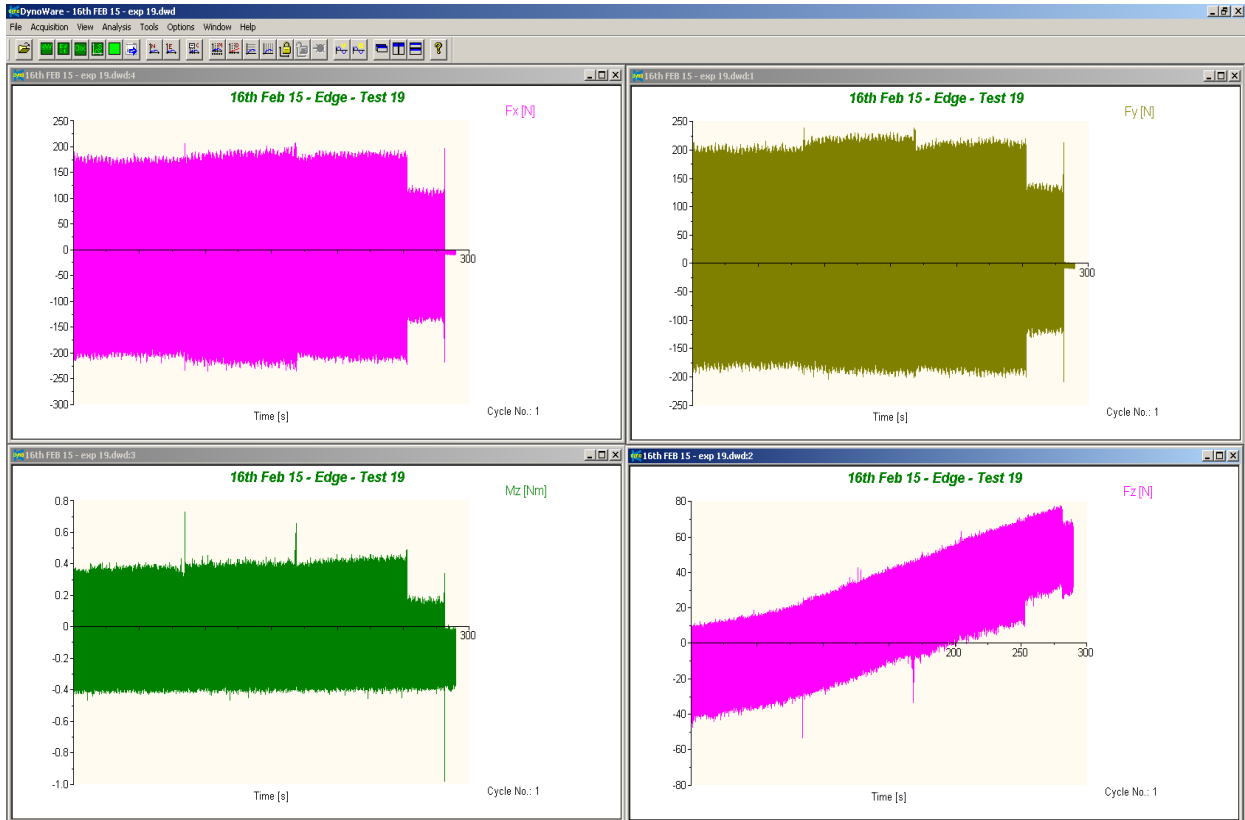 DynoWare - 16th FEB 15 - exp 19.dwd
File Acquisition View Analysis Tools Options Window Help
16th FEB 15 - exp 19.dwd:4
16th Feb 15 - Edge - Test 19
Fx [N]
250
200
150
100
50
0
-50
-100
-150
-200
-250
-300
300
Time [s]
Cycle No.: 1
16th FEB 15 - exp 19.dwd:1
16th Feb 15 - Edge - Test 19
Fy [N]
250
200
150
100
50
0
-50
-100
-150
-200
-250
300
Time [s]
Cycle No.: 1
16th FEB 15 - exp 19.dwd:3
16th Feb 15 - Edge - Test 19
Mz [Nm]
0.8
0.6
0.4
0.2
0
-0.2
-0.4
-0.6
-0.8
-1.0
300
Time [s]
Cycle No.: 1
16th FEB 15 - exp 19.dwd:2
16th Feb 15 - Edge - Test 19
Fz [N]
80
60
40
20
0
-20
-40
-60
-80
200 250 300
Time [s]
Cycle No.: 1